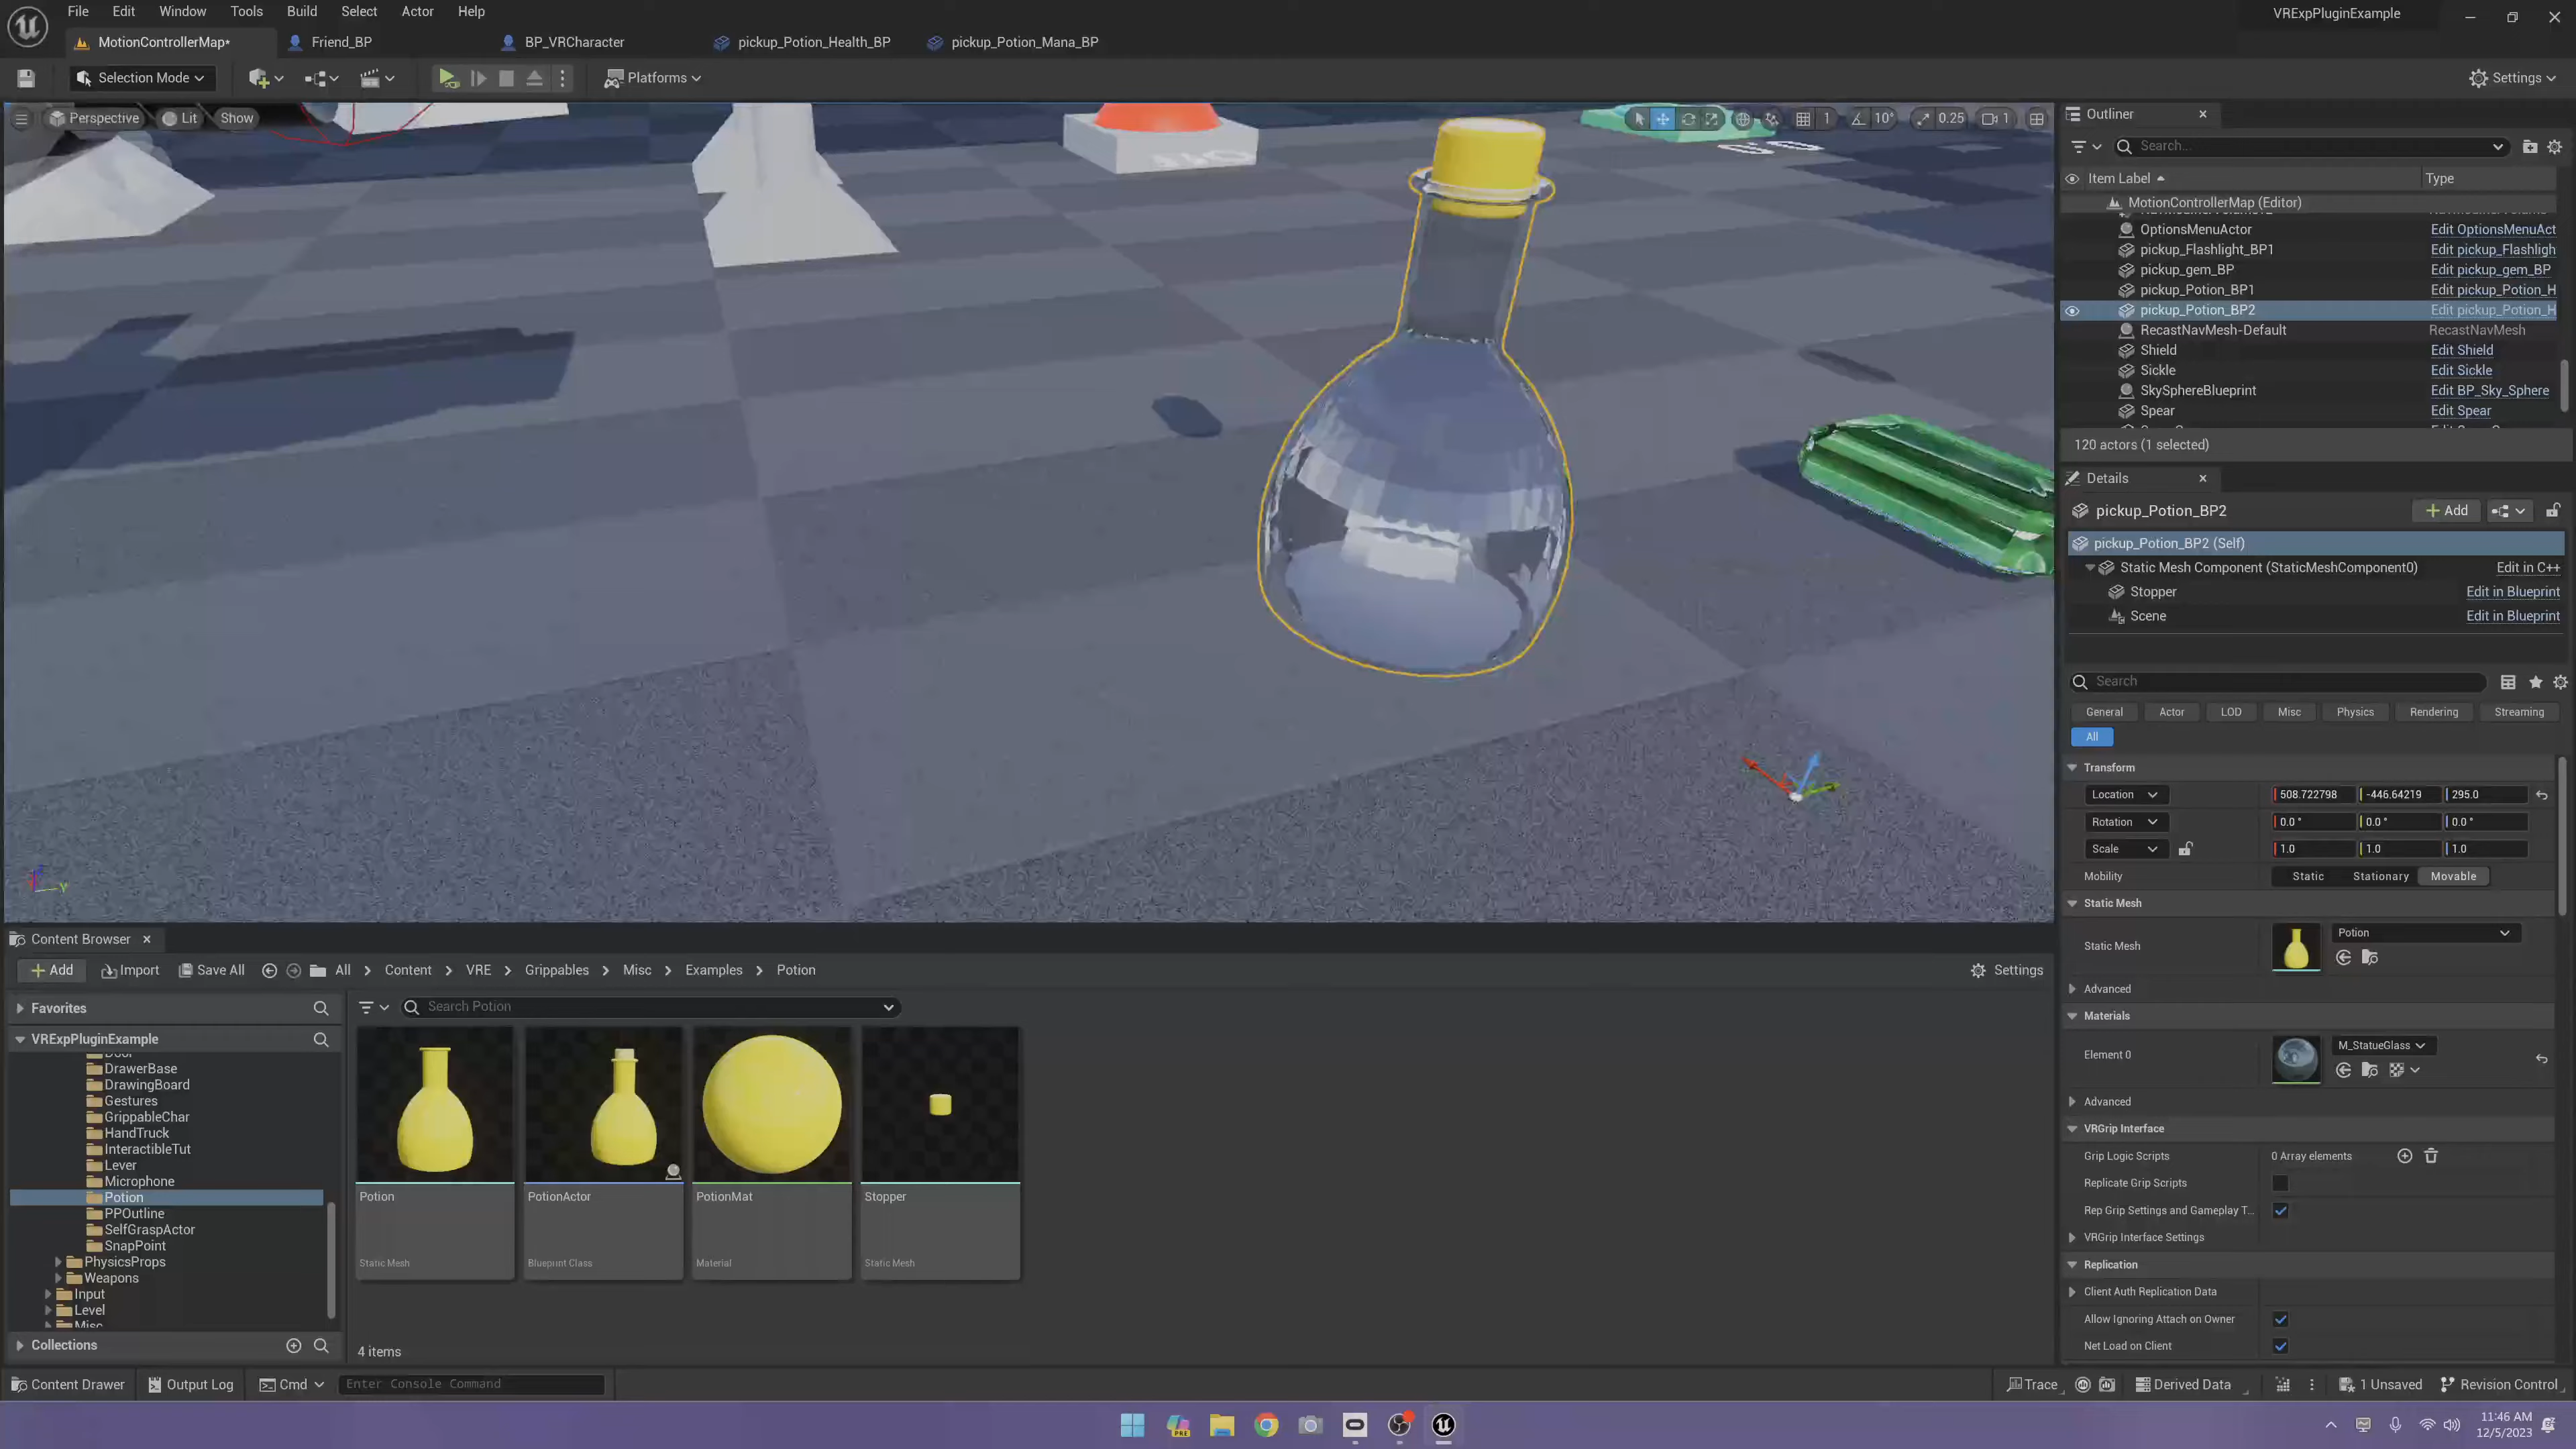 File Edit Window Tools Build Select Actor Help
VRExpPluginExample
MotionControllerMap* Friend_BP BP_VRCharacter pickup_Potion_Health_BP pickup_Potion_Mana_BP
Selection Mode Platforms Settings
Perspective Lit Show 1 10° 0.25 1
Outliner
Search...
Item Label Type
MotionControllerMap (Editor)
OptionsMenuActor Edit OptionsMenuAct
pickup_Flashlight_BP1 Edit pickup_Flashligh
pickup_gem_BP Edit pickup_gem_BP
pickup_Potion_BP1 Edit pickup_Potion_H
pickup_Potion_BP2 Edit pickup_Potion_H
RecastNavMesh-Default RecastNavMesh
Shield Edit Shield
Sickle Edit Sickle
SkySphereBlueprint Edit BP_Sky_Sphere
Spear Edit Spear
120 actors (1 selected)
Details
pickup_Potion_BP2 Add
pickup_Potion_BP2 (Self)
Static Mesh Component (StaticMeshComponent0) Edit in C++
Stopper Edit in Blueprint
Scene Edit in Blueprint
Search
General Actor LOD Misc Physics Rendering Streaming
All
Transform
Location 508.722798 -446.64219 295.0
Rotation 0.0 ° 0.0 ° 0.0 °
Scale 1.0 1.0 1.0
Mobility Static Stationary Movable
Static Mesh
Static Mesh Potion
Advanced
Materials
Element 0 M_StatueGlass
Advanced
VRGrip Interface
Grip Logic Scripts 0 Array elements
Replicate Grip Scripts
Rep Grip Settings and Gameplay T...
VRGrip Interface Settings
Replication
Client Auth Replication Data
Allow Ignoring Attach on Owner
Net Load on Client
Y
Content Browser
Add Import Save All All Content VRE Grippables Misc Examples Potion Settings
Favorites
Search Potion
VRExpPluginExample
DrawerBase
DrawingBoard
Gestures
GrippableChar
HandTruck
InteractibleTut
Lever
Microphone
Potion
PPOutline
SelfGraspActor
SnapPoint
PhysicsProps
Weapons
Input
Level
Misc
Collections
Potion PotionActor PotionMat Stopper
Static Mesh Blueprint Class Material Static Mesh
4 items
Content Drawer Output Log Cmd Enter Console Command Trace Derived Data 1 Unsaved Revision Control
PRE
11:46 AM
12/5/2023